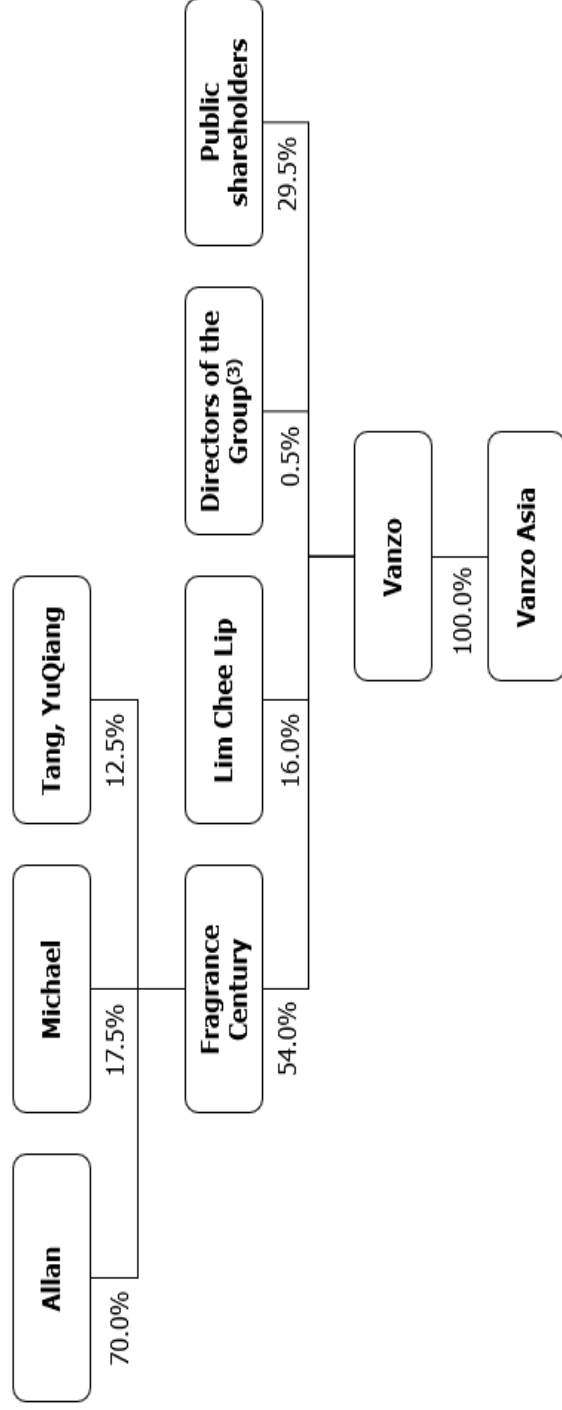 Allan
Michael
Tang, YuQiang
70.0%
17.5%
12.5%
Fragrance
Century
Lim Chee Lip
Directors of the
Group(3)
Public
shareholders
54.0%
16.0%
0.5%
29.5%
Vanzo
100.0%
Vanzo Asia